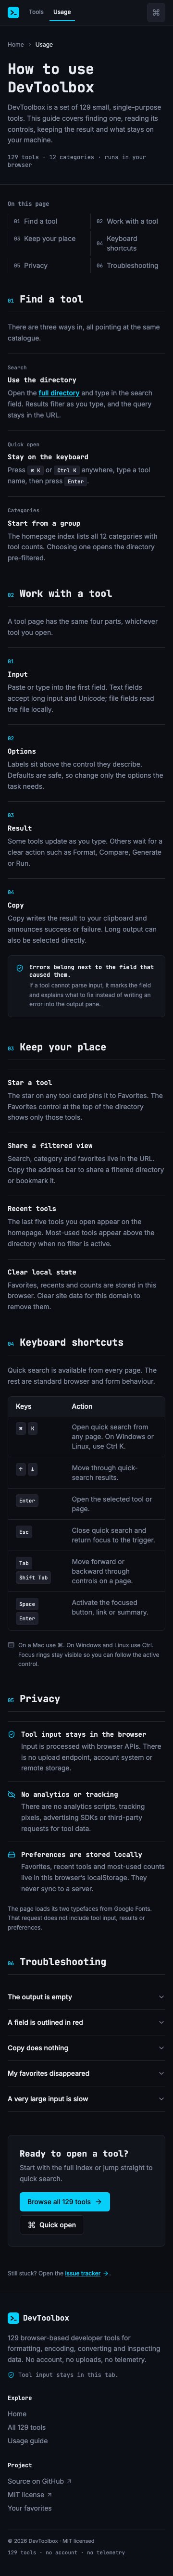 Tools Usage
Home › Usage
How to use
DevToolbox
DevToolbox is a set of 129 small, single-purpose
tools. This guide covers finding one, reading its
controls, keeping the result and what stays on
your machine.
129 tools · 12 categories · runs in your
browser
On this page
01 Find a tool
02 Work with a tool
03 Keep your place
04 Keyboard
shortcuts
05 Privacy
06 Troubleshooting
01 Find a tool
There are three ways in, all pointing at the same
catalogue.
Search
Use the directory
Open the full directory and type in the search
field. Results filter as you type, and the query
stays in the URL.
Quick open
Stay on the keyboard
Press ⌘ K or Ctrl K anywhere, type a tool
name, then press Enter.
Categories
Start from a group
The homepage index lists all 12 categories with
tool counts. Choosing one opens the directory
pre-filtered.
02 Work with a tool
A tool page has the same four parts, whichever
tool you open.
01
Input
Paste or type into the first field. Text fields
accept long input and Unicode; file fields read
the file locally.
02
Options
Labels sit above the control they describe.
Defaults are safe, so change only the options the
task needs.
03
Result
Some tools update as you type. Others wait for a
clear action such as Format, Compare, Generate
or Run.
04
Copy
Copy writes the result to your clipboard and
announces success or failure. Long output can
also be selected directly.
Errors belong next to the field that
caused them.
If a tool cannot parse input, it marks the field
and explains what to fix instead of writing an
error into the output pane.
03 Keep your place
Star a tool
The star on any tool card pins it to Favorites. The
Favorites control at the top of the directory
shows only those tools.
Share a filtered view
Search, category and favorites live in the URL.
Copy the address bar to share a filtered directory
or bookmark it.
Recent tools
The last five tools you open appear on the
homepage. Most-used tools appear above the
directory when no filter is active.
Clear local state
Favorites, recents and counts are stored in this
browser. Clear site data for this domain to
remove them.
04 Keyboard shortcuts
Quick search is available from every page. The
rest are standard browser and form behaviour.
Keys Action
⌘ K Open quick search from
any page. On Windows or
Linux, use Ctrl K.
↑ ↓ Move through quick-
search results.
Enter Open the selected tool or
page.
Esc Close quick search and
return focus to the trigger.
Tab
Shift Tab
Move forward or
backward through
controls on a page.
Space
Enter
Activate the focused
button, link or summary.
On a Mac use ⌘. On Windows and Linux use Ctrl.
Focus rings stay visible so you can follow the active
control.
05 Privacy
Tool input stays in the browser
Input is processed with browser APIs. There
is no upload endpoint, account system or
remote storage.
No analytics or tracking
There are no analytics scripts, tracking
pixels, advertising SDKs or third-party
requests for tool data.
Preferences are stored locally
Favorites, recent tools and most-used counts
live in this browser's localStorage. They
never sync to a server.
The page loads its two typefaces from Google Fonts.
That request does not include tool input, results or
preferences.
06 Troubleshooting
The output is empty
A field is outlined in red
Copy does nothing
My favorites disappeared
A very large input is slow
Ready to open a tool?
Start with the full index or jump straight to
quick search.
Browse all 129 tools →
⌘ Quick open
Still stuck? Open the issue tracker →.
DevToolbox
129 browser-based developer tools for
formatting, encoding, converting and inspecting
data. No account, no uploads, no telemetry.
Tool input stays in this tab.
Explore
Home
All 129 tools
Usage guide
Project
Source on GitHub ↗
MIT license ↗
Your favorites
© 2026 DevToolbox · MIT licensed
129 tools · no account · no telemetry